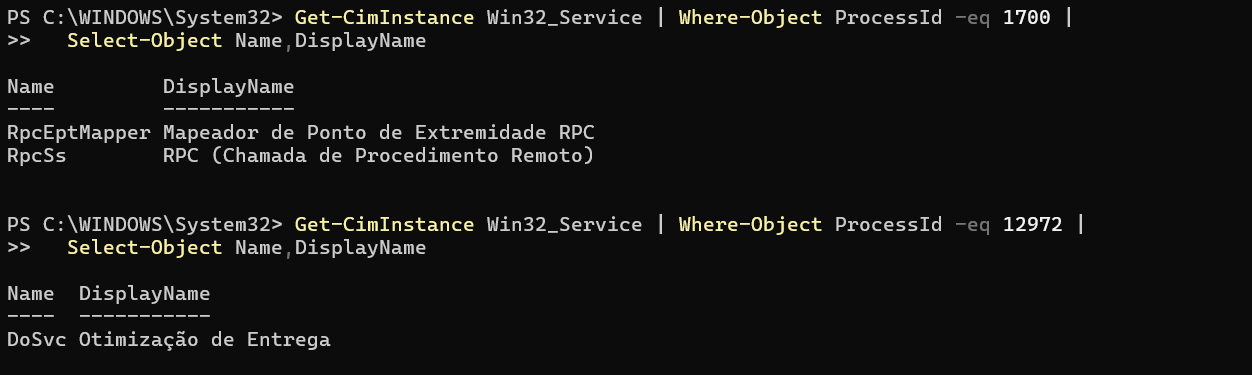 PS C:\WINDOWS\System32> Get-CimInstance Win32_Service | Where-Object ProcessId -eq 1700 |
>>   Select-Object Name,DisplayName
Name         DisplayName
----         -----------
RpcEptMapper Mapeador de Ponto de Extremidade RPC
RpcSs        RPC (Chamada de Procedimento Remoto)
PS C:\WINDOWS\System32> Get-CimInstance Win32_Service | Where-Object ProcessId -eq 12972 |
>>   Select-Object Name,DisplayName
Name  DisplayName
----  -----------
DoSvc Otimização de Entrega